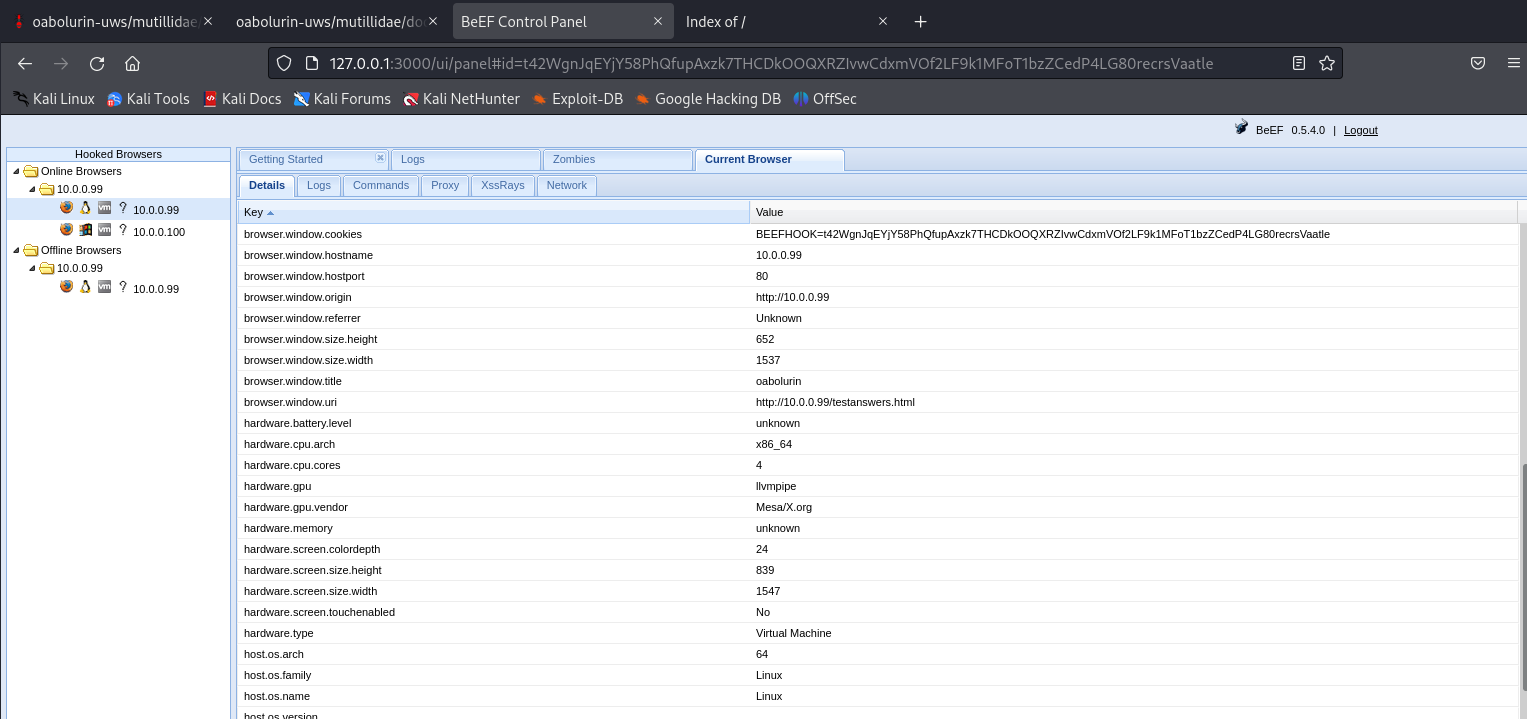 oabolurin-uws/mutillidae/ oabolurin-uws/mutillidae/do BeEF Control Panel Index of /
127.0.0.1:3000/ui/panel#id=t42WgnJqEYjY58PhQfupAxzk7THCDkOOQXRZIvwCdxmVOf2LF9k1MFoT1bzZCedP4LG80recrsVaatle
Kali Linux Kali Tools Kali Docs Kali Forums Kali NetHunter Exploit-DB Google Hacking DB OffSec
BeEF 0.5.4.0 | Logout
Hooked Browsers
Online Browsers
10.0.0.99
vm ? 10.0.0.99
vm ? 10.0.0.100
Offline Browsers
10.0.0.99
vm ? 10.0.0.99
Getting Started Logs Zombies Current Browser
Details Logs Commands Proxy XssRays Network
Key Value
browser.window.cookies BEEFHOOK=t42WgnJqEYjY58PhQfupAxzk7THCDkOOQXRZIvwCdxmVOf2LF9k1MFoT1bzZCedP4LG80recrsVaatle
browser.window.hostname 10.0.0.99
browser.window.hostport 80
browser.window.origin http://10.0.0.99
browser.window.referrer Unknown
browser.window.size.height 652
browser.window.size.width 1537
browser.window.title oabolurin
browser.window.uri http://10.0.0.99/testanswers.html
hardware.battery.level unknown
hardware.cpu.arch x86_64
hardware.cpu.cores 4
hardware.gpu llvmpipe
hardware.gpu.vendor Mesa/X.org
hardware.memory unknown
hardware.screen.colordepth 24
hardware.screen.size.height 839
hardware.screen.size.width 1547
hardware.screen.touchenabled No
hardware.type Virtual Machine
host.os.arch 64
host.os.family Linux
host.os.name Linux
host.os.version